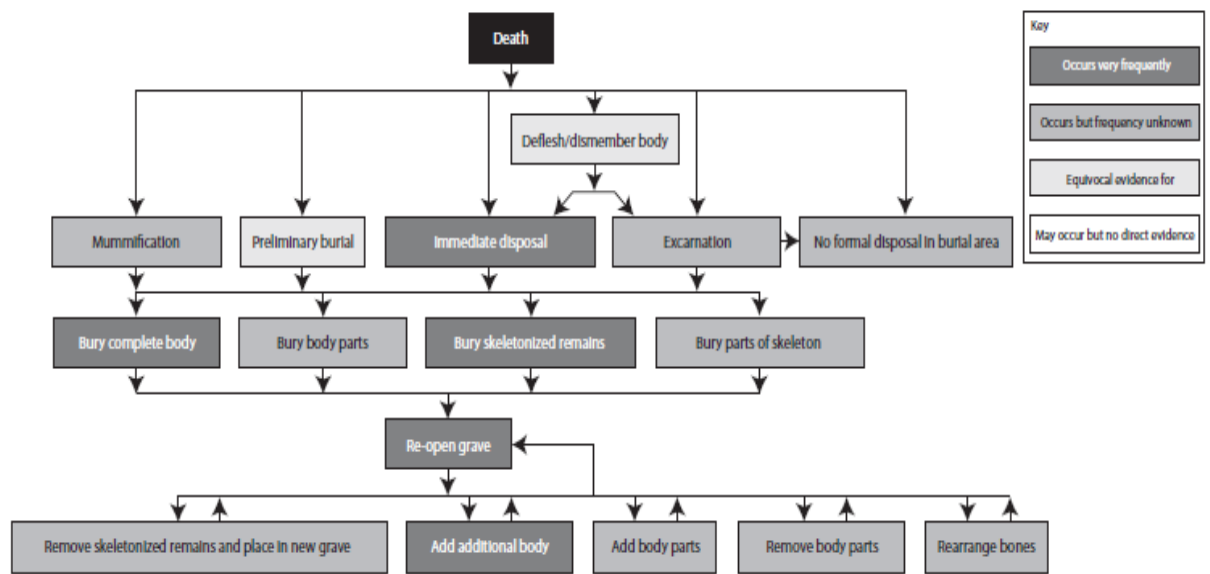 Death
Key
Occurs very frequently
Occurs but frequency unknown
Equivocal evidence for
May occur but no direct evidence
Deflesh/dismember body
Mummification
Preliminary burial
Immediate disposal
Excarnation
No formal disposal in burial area
Bury complete body
Bury body parts
Bury skeletonized remains
Bury parts of skeleton
Re-open grave
Remove skeletonized remains and place in new grave
Add additional body
Add body parts
Remove body parts
Rearrange bones